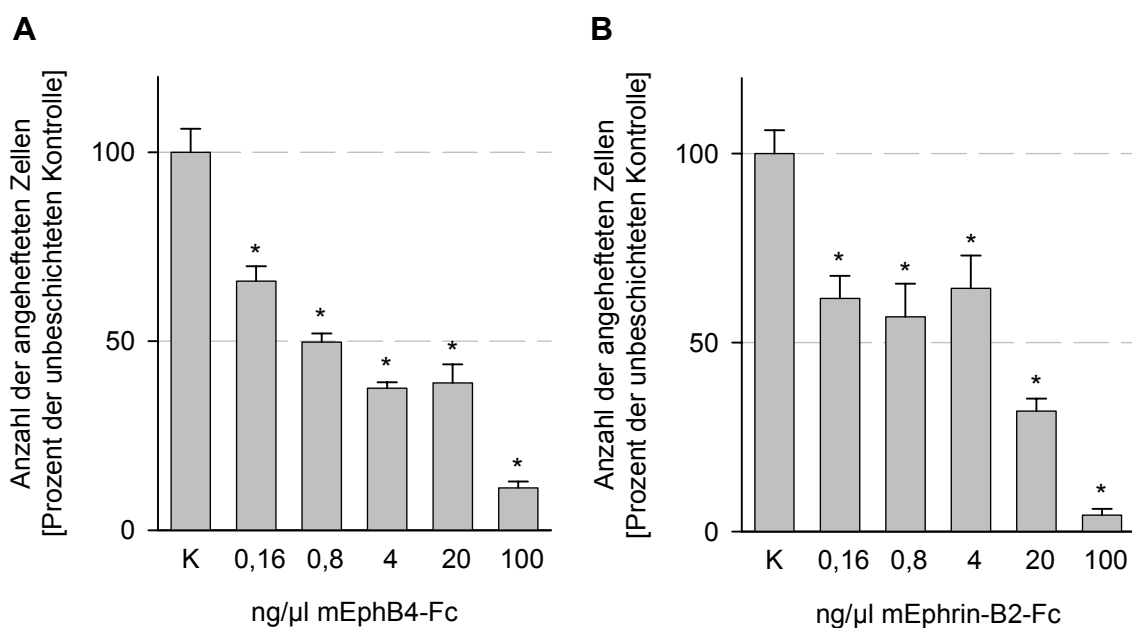 A
Anzahl der angehefteten Zellen
[Prozent der unbeschichteten Kontrolle]
100
50
0
*
*
*
*
*
K 0,16 0,8 4 20 100
ng/µl mEphB4-Fc
B
Anzahl der angehefteten Zellen
[Prozent der unbeschichteten Kontrolle]
100
50
0
*
*
*
*
*
K 0,16 0,8 4 20 100
ng/µl mEphrin-B2-Fc